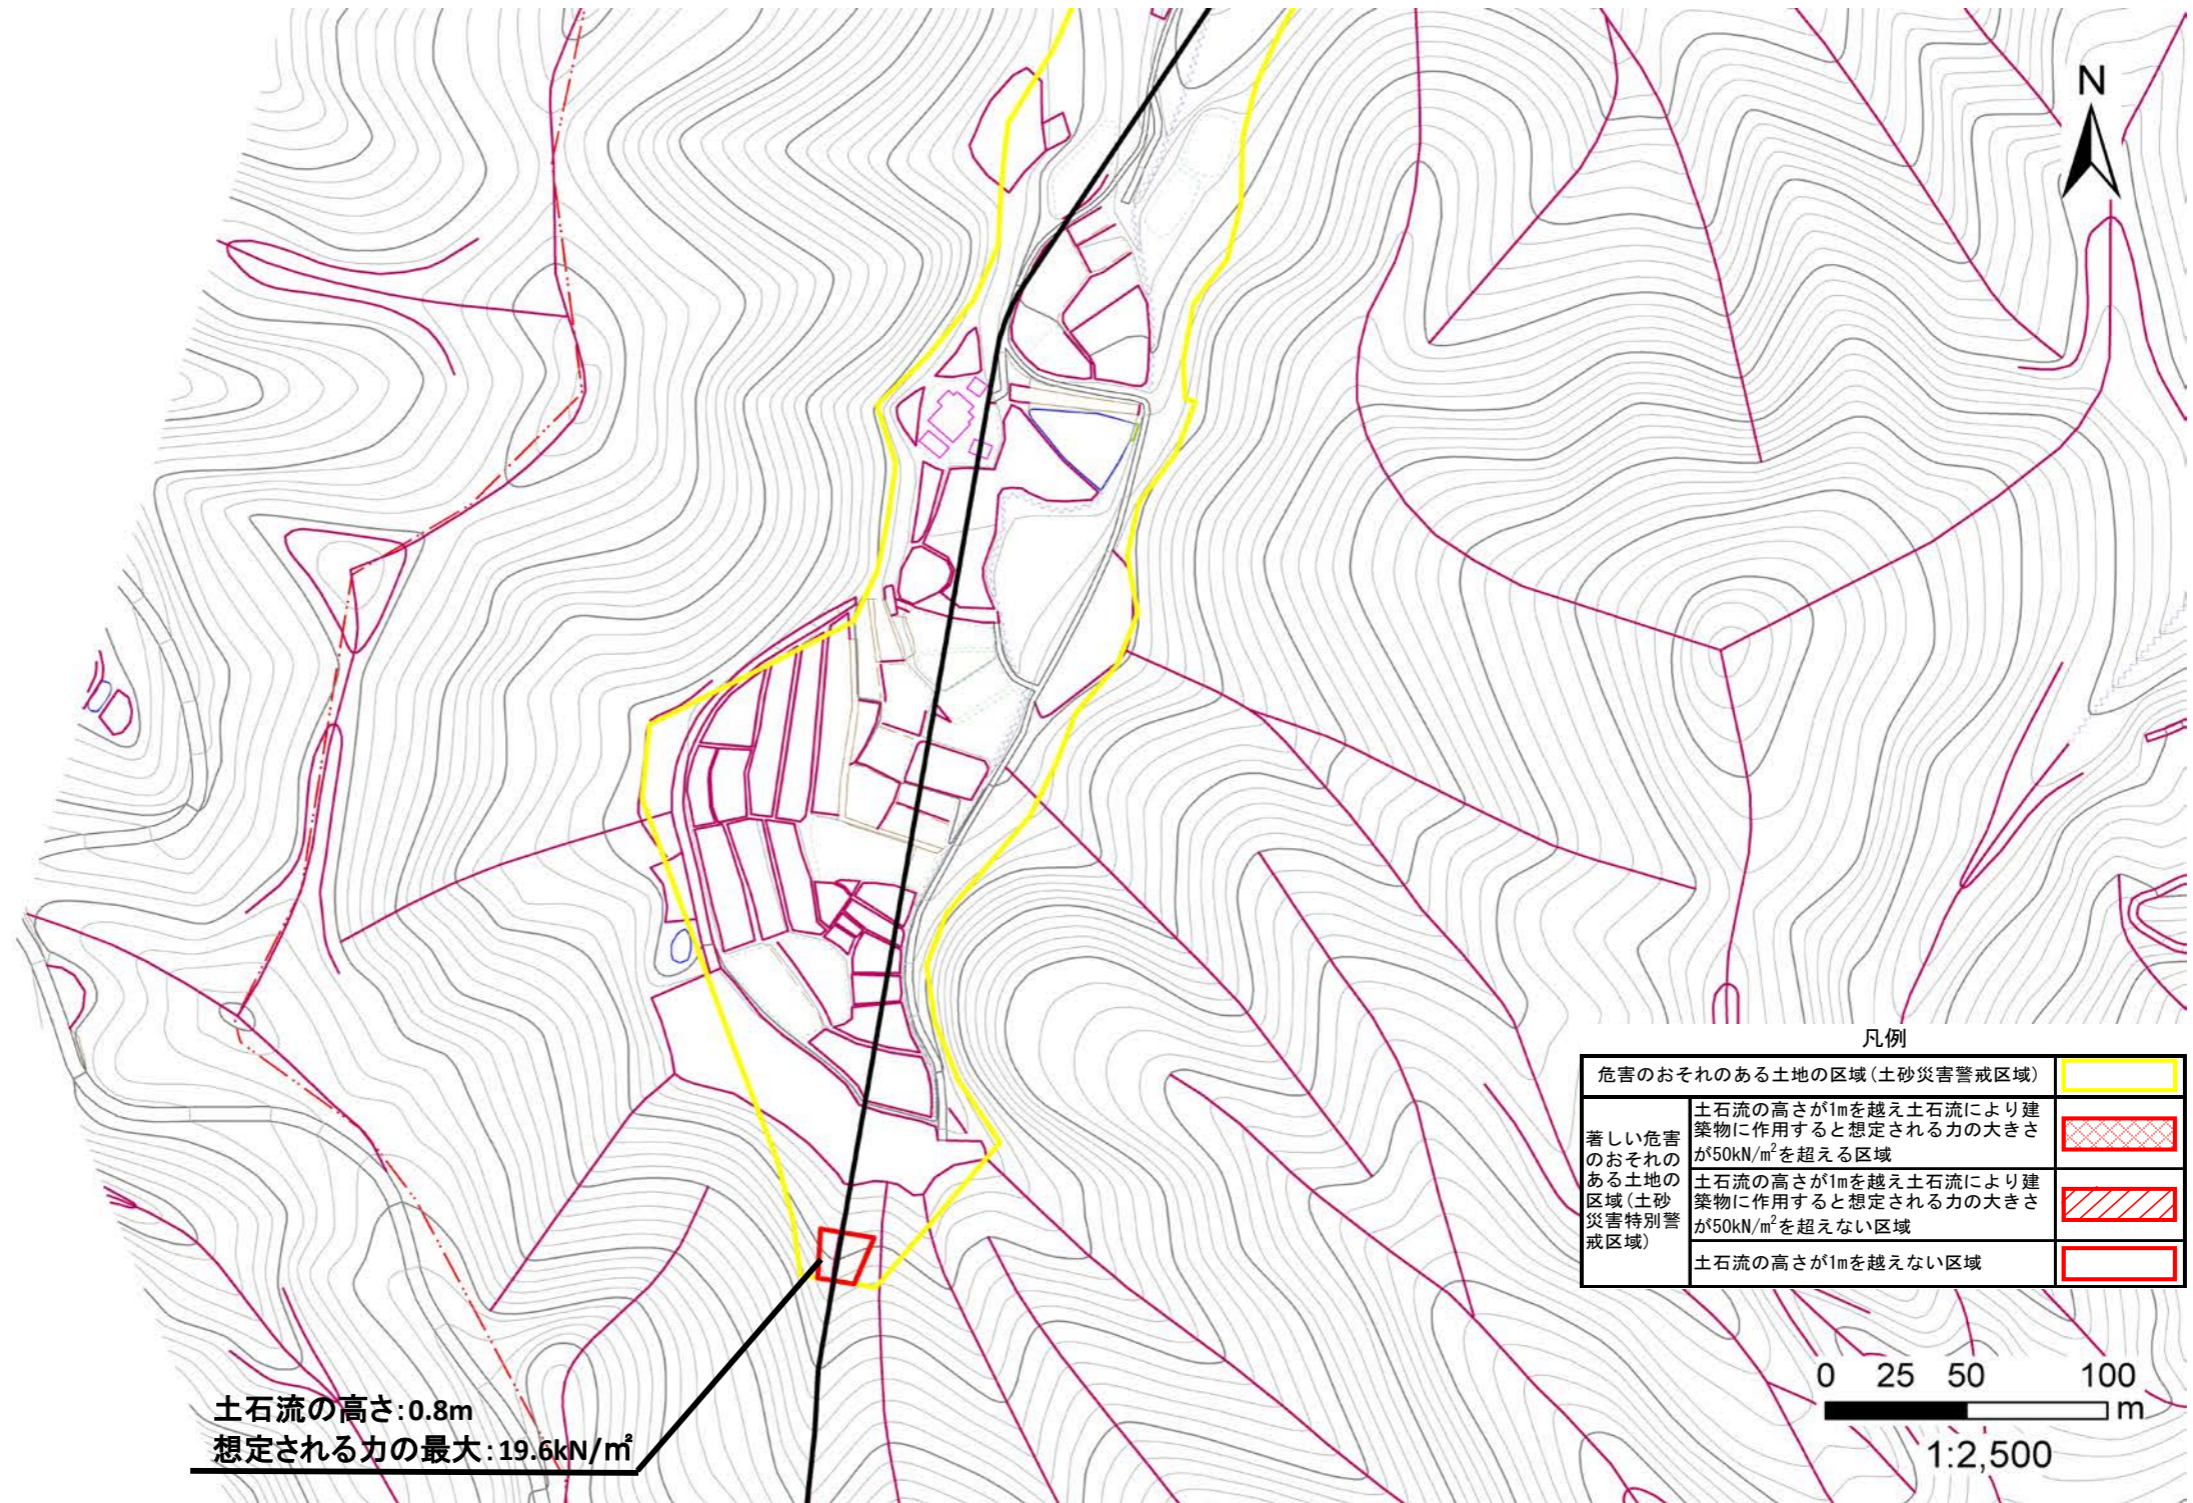 N
凡例
危害のおそれのある土地の区域(土砂災害警戒区域)
著しい危害
のおそれの
ある土地の
区域(土砂
災害特別警
戒区域)
土石流の高さが1mを越え土石流により建
築物に作用すると想定される力の大きさ
が50kN/m²を超える区域
土石流の高さが1mを越え土石流により建
築物に作用すると想定される力の大きさ
が50kN/m²を超えない区域
土石流の高さが1mを越えない区域
0 25 50 100
m
1:2,500
土石流の高さ:0.8m
想定される力の最大:19.6kN/㎡